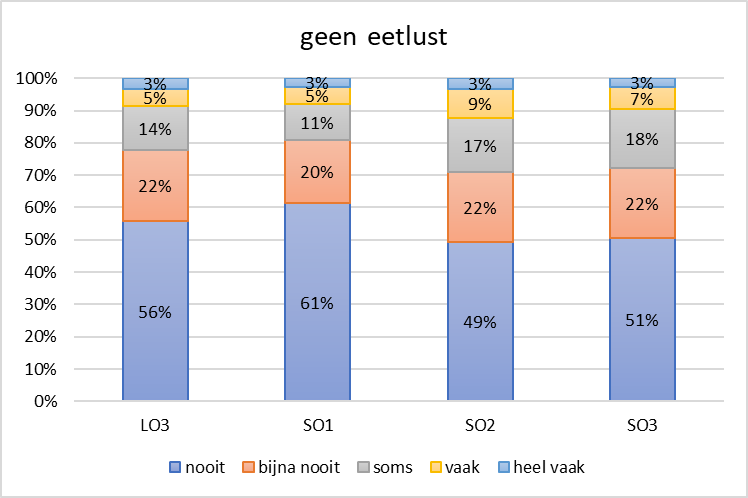 geen eetlust
100%
3% 3% 3% 3%
90%
5% 5% 9% 7%
80%
14% 11% 17% 18%
70%
22% 20% 22% 22%
60%
50%
40%
30%
56% 61% 49% 51%
20%
10%
0%
LO3 SO1 SO2 SO3
nooit bijna nooit soms vaak heel vaak